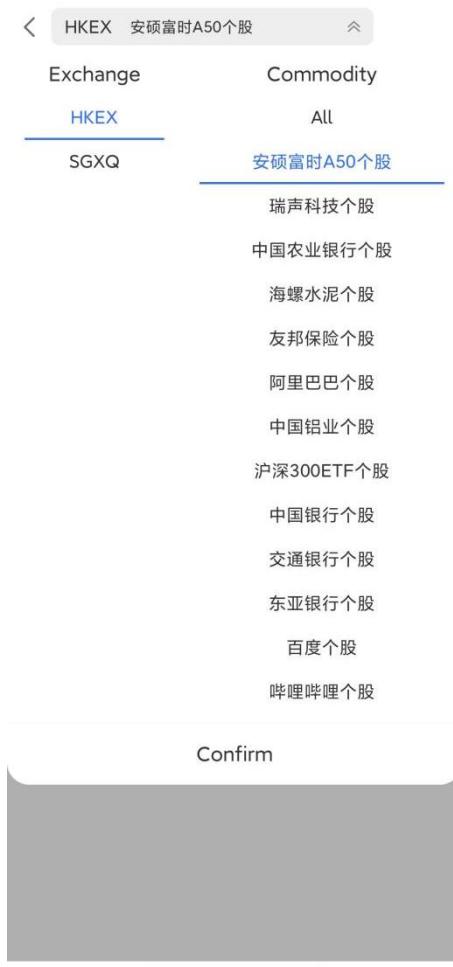 HKEX 安硕富时A50个股
Exchange Commodity
HKEX All
SGXQ 安硕富时A50个股
瑞声科技个股
中国农业银行个股
海螺水泥个股
友邦保险个股
阿里巴巴个股
中国铝业个股
沪深300ETF个股
中国银行个股
交通银行个股
东亚银行个股
百度个股
哔哩哔哩个股
Confirm